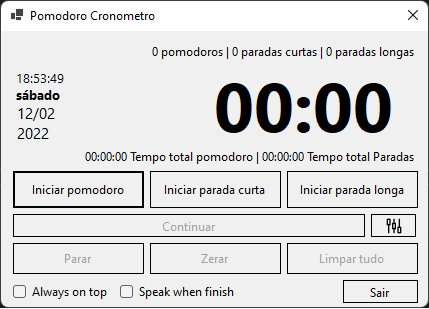 Pomodoro Cronometro
0 pomodoros | 0 paradas curtas | 0 paradas longas
18:53:49
sábado
12/02
2022
00:00
00:00:00 Tempo total pomodoro | 00:00:00 Tempo total Paradas
Iniciar pomodoro Iniciar parada curta Iniciar parada longa
Continuar
Parar Zerar Limpar tudo
Always on top Speak when finish Sair